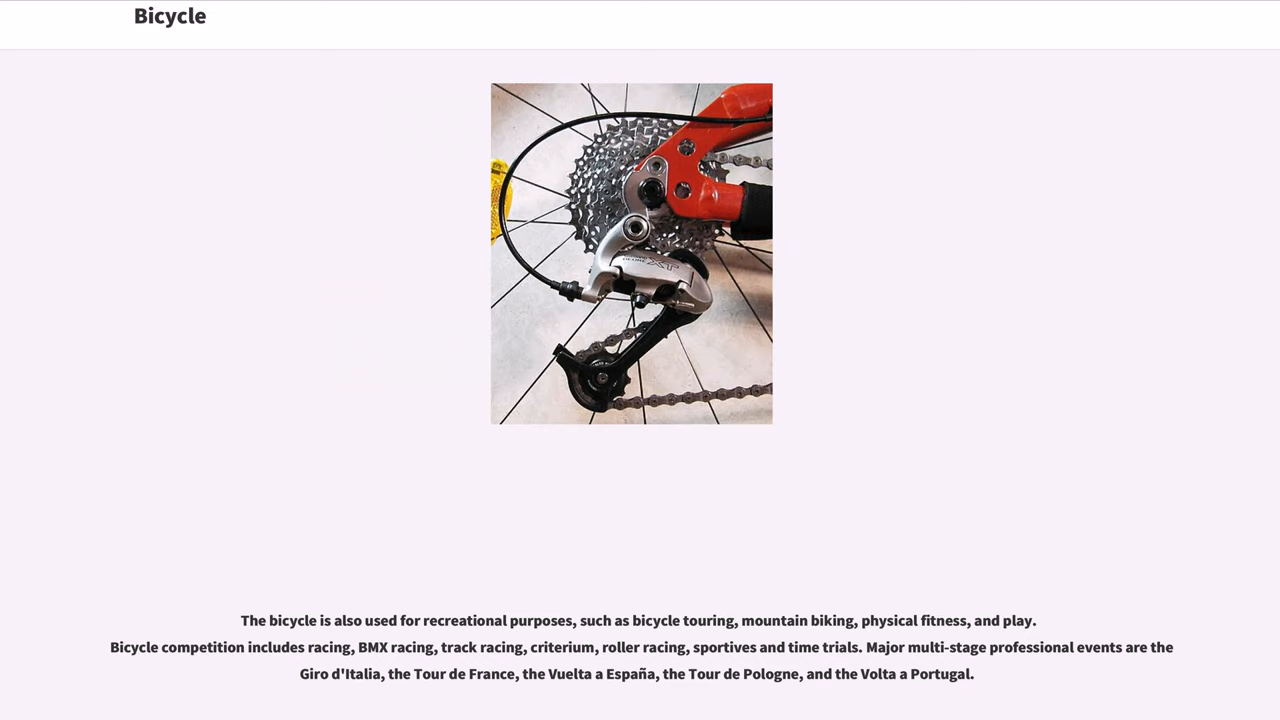 Bicycle
XT
The bicycle is also used for recreational purposes, such as bicycle touring, mountain biking, physical fitness, and play.
Bicycle competition includes racing, BMX racing, track racing, criterium, roller racing, sportives and time trials. Major multi-stage professional events are the
Giro d'Italia, the Tour de France, the Vuelta a España, the Tour de Pologne, and the Volta a Portugal.